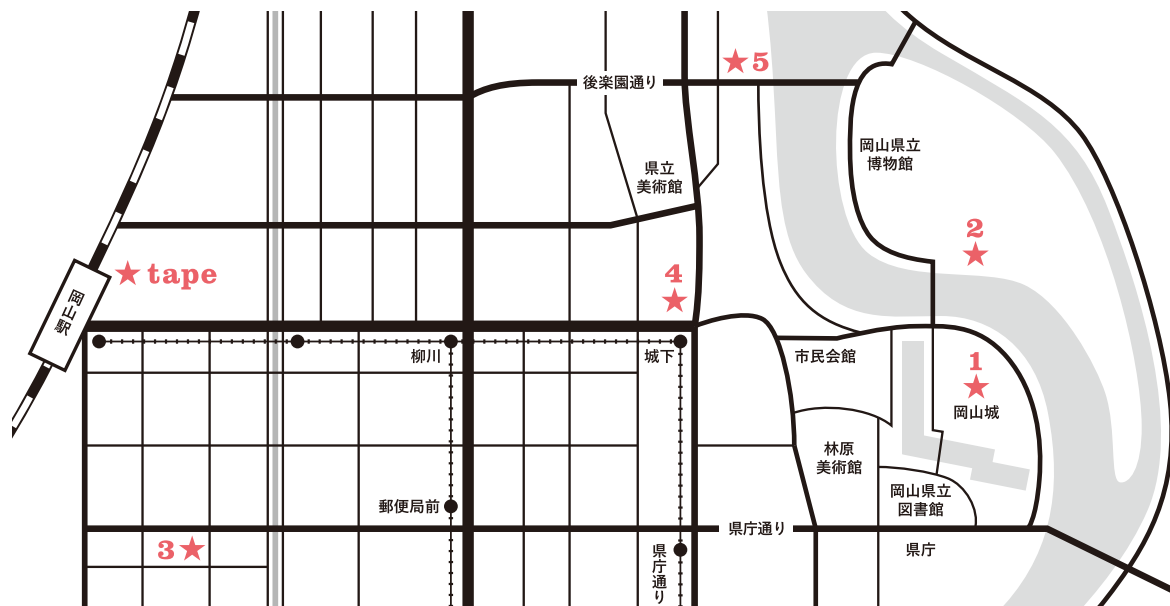 5
後楽園通り
岡山県立
博物館
県立
美術館
2
tape
4
岡山駅
柳川
城下
市民会館
1
岡山城
林原
美術館
岡山県立
図書館
郵便局前
県庁通り
3
県庁通り
県庁